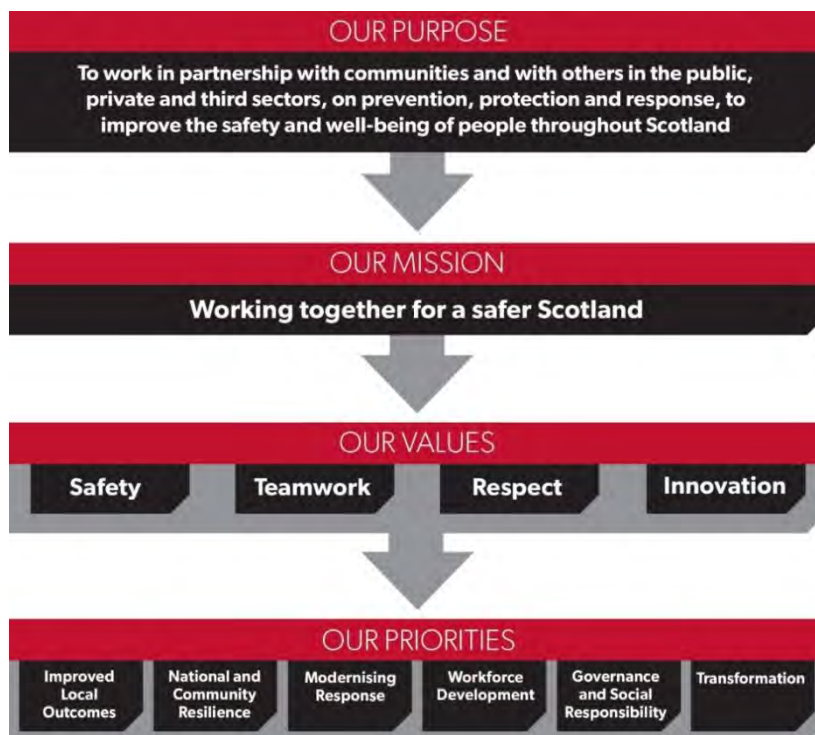 OUR PURPOSE
To work in partnership with communities and with others in the public,
private and third sectors, on prevention, protection and response, to
improve the safety and well-being of people throughout Scotland
OUR MISSION
Working together for a safer Scotland
OUR VALUES
Safety
Teamwork
Respect
Innovation
OUR PRIORITIES
Improved
Local
Outcomes
National and
Community
Resilience
Modernising
Response
Workforce
Development
Governance
and Social
Responsibility
Transformation